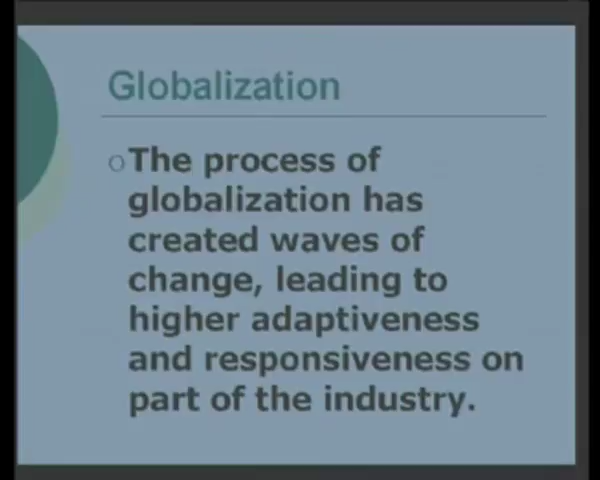 Globalization
The process of
globalization has
created waves of
change, leading to
higher adaptiveness
and responsiveness on
part of the industry.